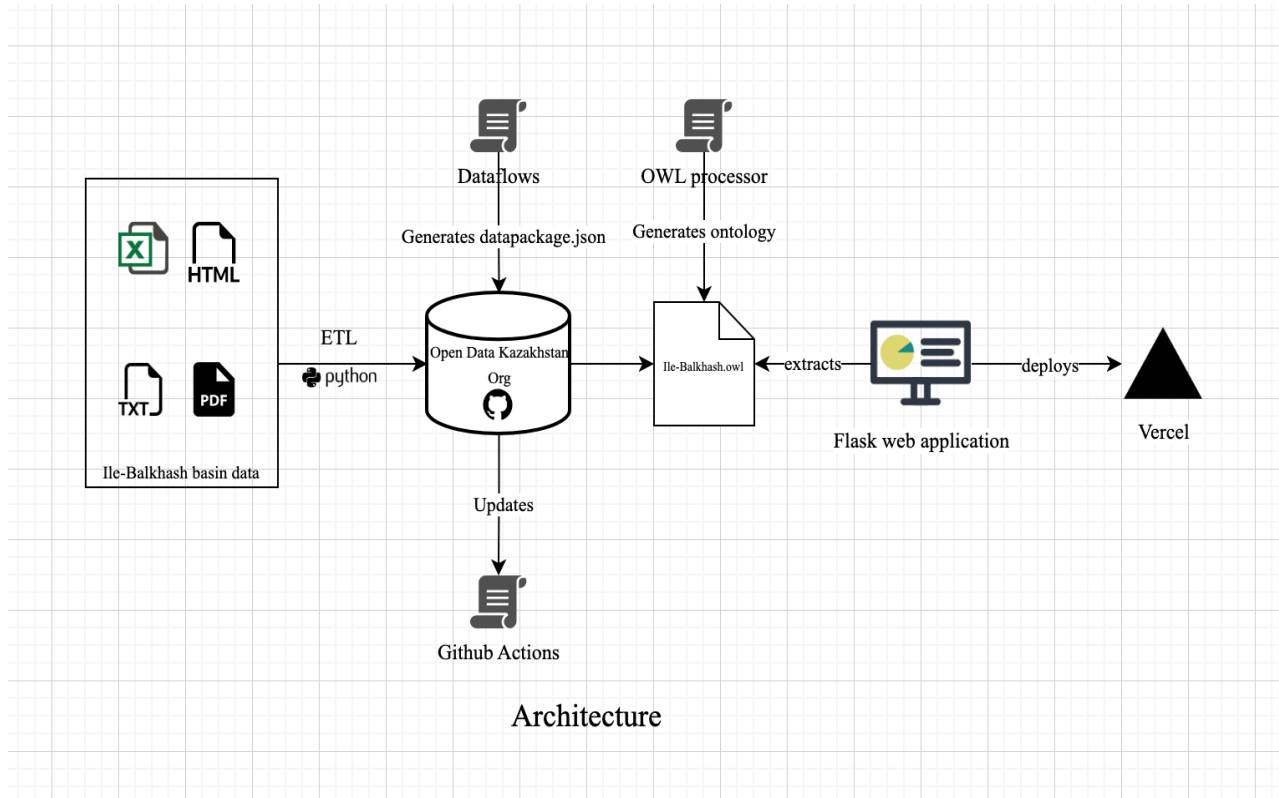 Dataflows
OWL processor
Generates datapackage.json
Generates ontology
X
HTML
TXT
PDF
Ile-Balkhash basin data
ETL
python
Open Data Kazakhstan
Org
Ile-Balkhash.owl
extracts
Flask web application
deploys
Vercel
Updates
Github Actions
Architecture